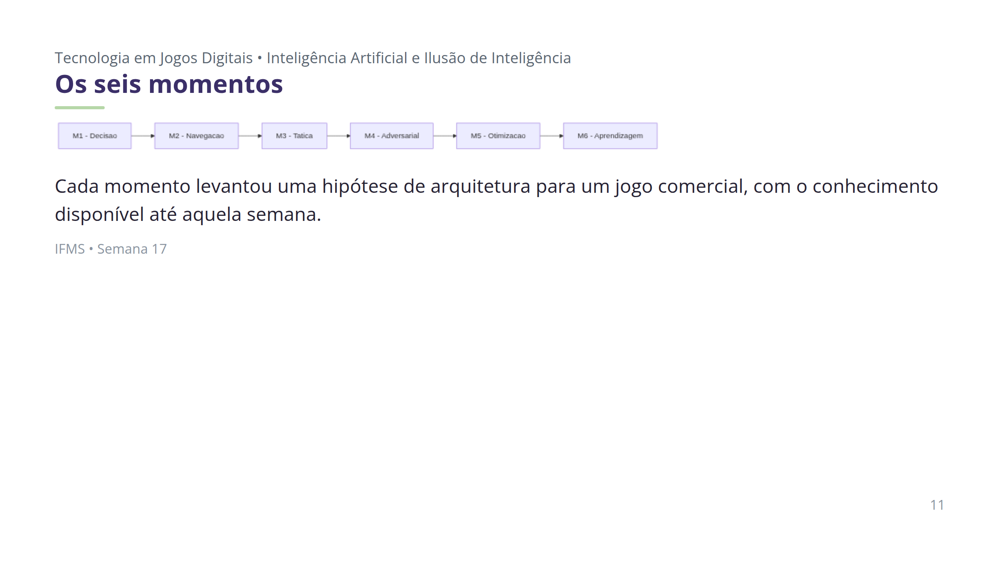 Tecnologia em Jogos Digitais • Inteligência Artificial e Ilusão de Inteligência
Os seis momentos
M1 - Decisao
M2 - Navegacao
M3 - Tatica
M4 - Adversarial
M5 - Otimizacao
M6 - Aprendizagem
Cada momento levantou uma hipótese de arquitetura para um jogo comercial, com o conhecimento
disponível até aquela semana.
IFMS • Semana 17
11